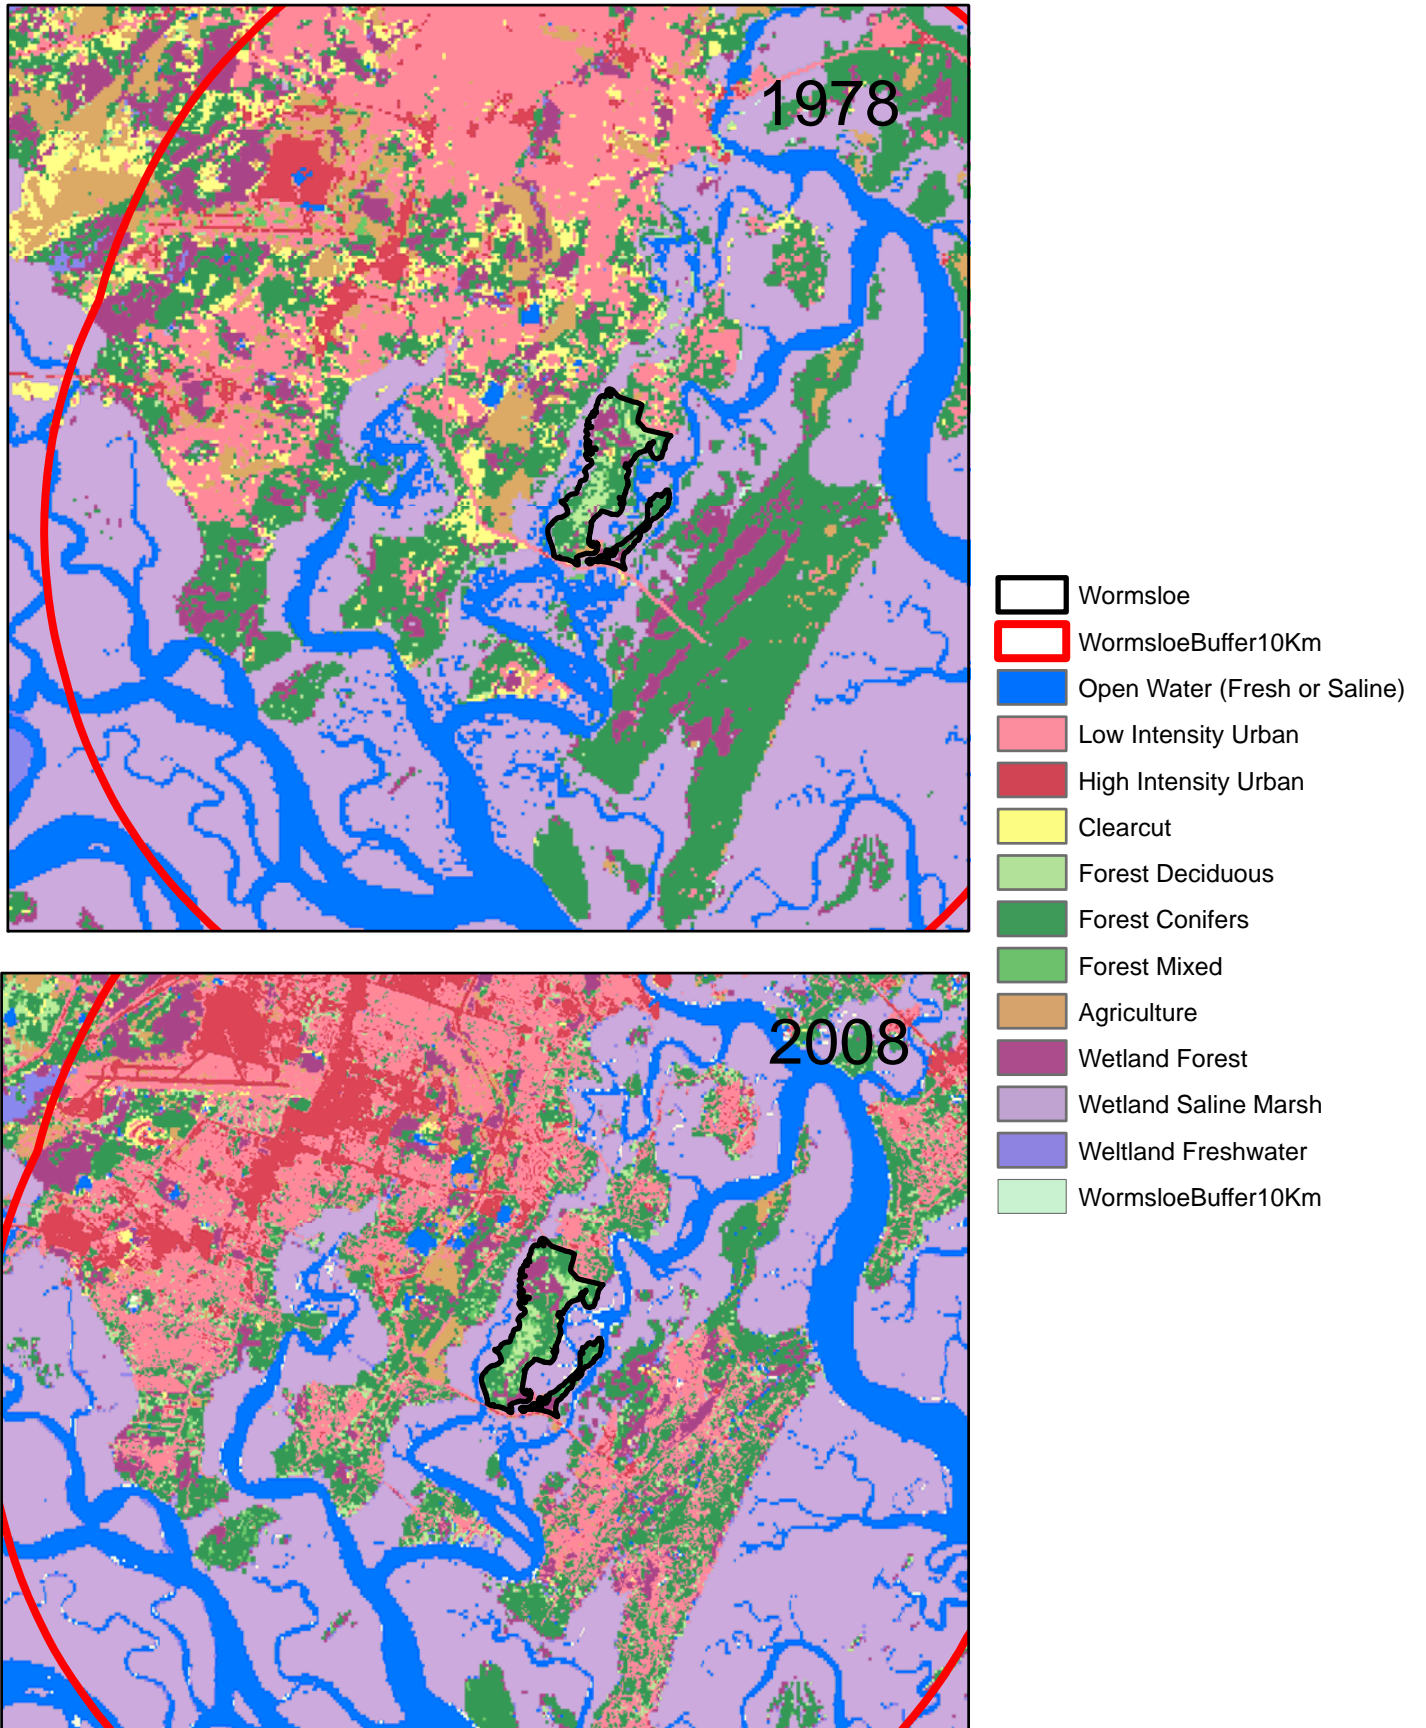 1978
2008
Wormsloe
WormsloeBuffer10Km
Open Water (Fresh or Saline)
Low Intensity Urban
High Intensity Urban
Clearcut
Forest Deciduous
Forest Conifers
Forest Mixed
Agriculture
Wetland Forest
Wetland Saline Marsh
Weltland Freshwater
WormsloeBuffer10Km